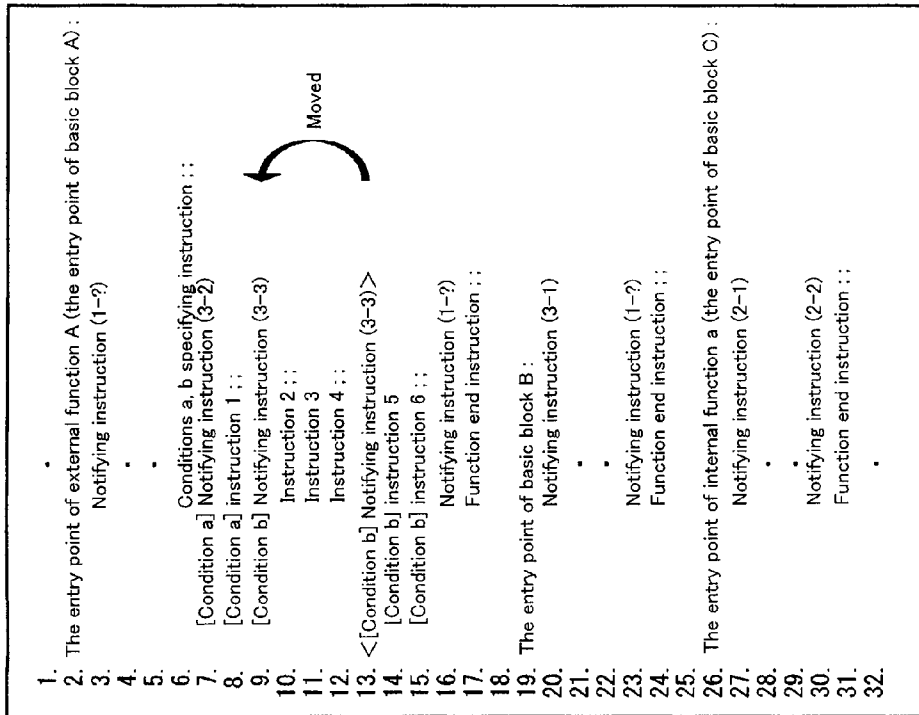 1. ・
2. The entry point of external function A (the entry point of basic block A) :
3. Notifying instruction (1-?)
4. ・
5. ・
6. Conditions a, b specifying instruction ; ;
7. [Condition a] Notifying instruction (3-2)
8. [Condition a] instruction 1 ; ;
9. [Condition b] Notifying instruction (3-3)
10. Instruction 2 ; ;
11. Instruction 3
Moved
12. Instruction 4 ; ;
13. <[Condition b] Notifying instruction (3-3)>
14. [Condition b] instruction 5
15. [Condition b] instruction 6 ; ;
16. Notifying instruction (1-?)
17. Function end instruction ; ;
18.
19. The entry point of basic block B :
20. Notifying instruction (3-1)
21. ・
22. ・
23. Notifying instruction (1-?)
24. Function end instruction ; ;
25.
26. The entry point of internal function a (the entry point of basic block C) :
27. Notifying instruction (2-1)
28. ・
29. ・
30. Notifying instruction (2-2)
31. Function end instruction ; ;
32. ・